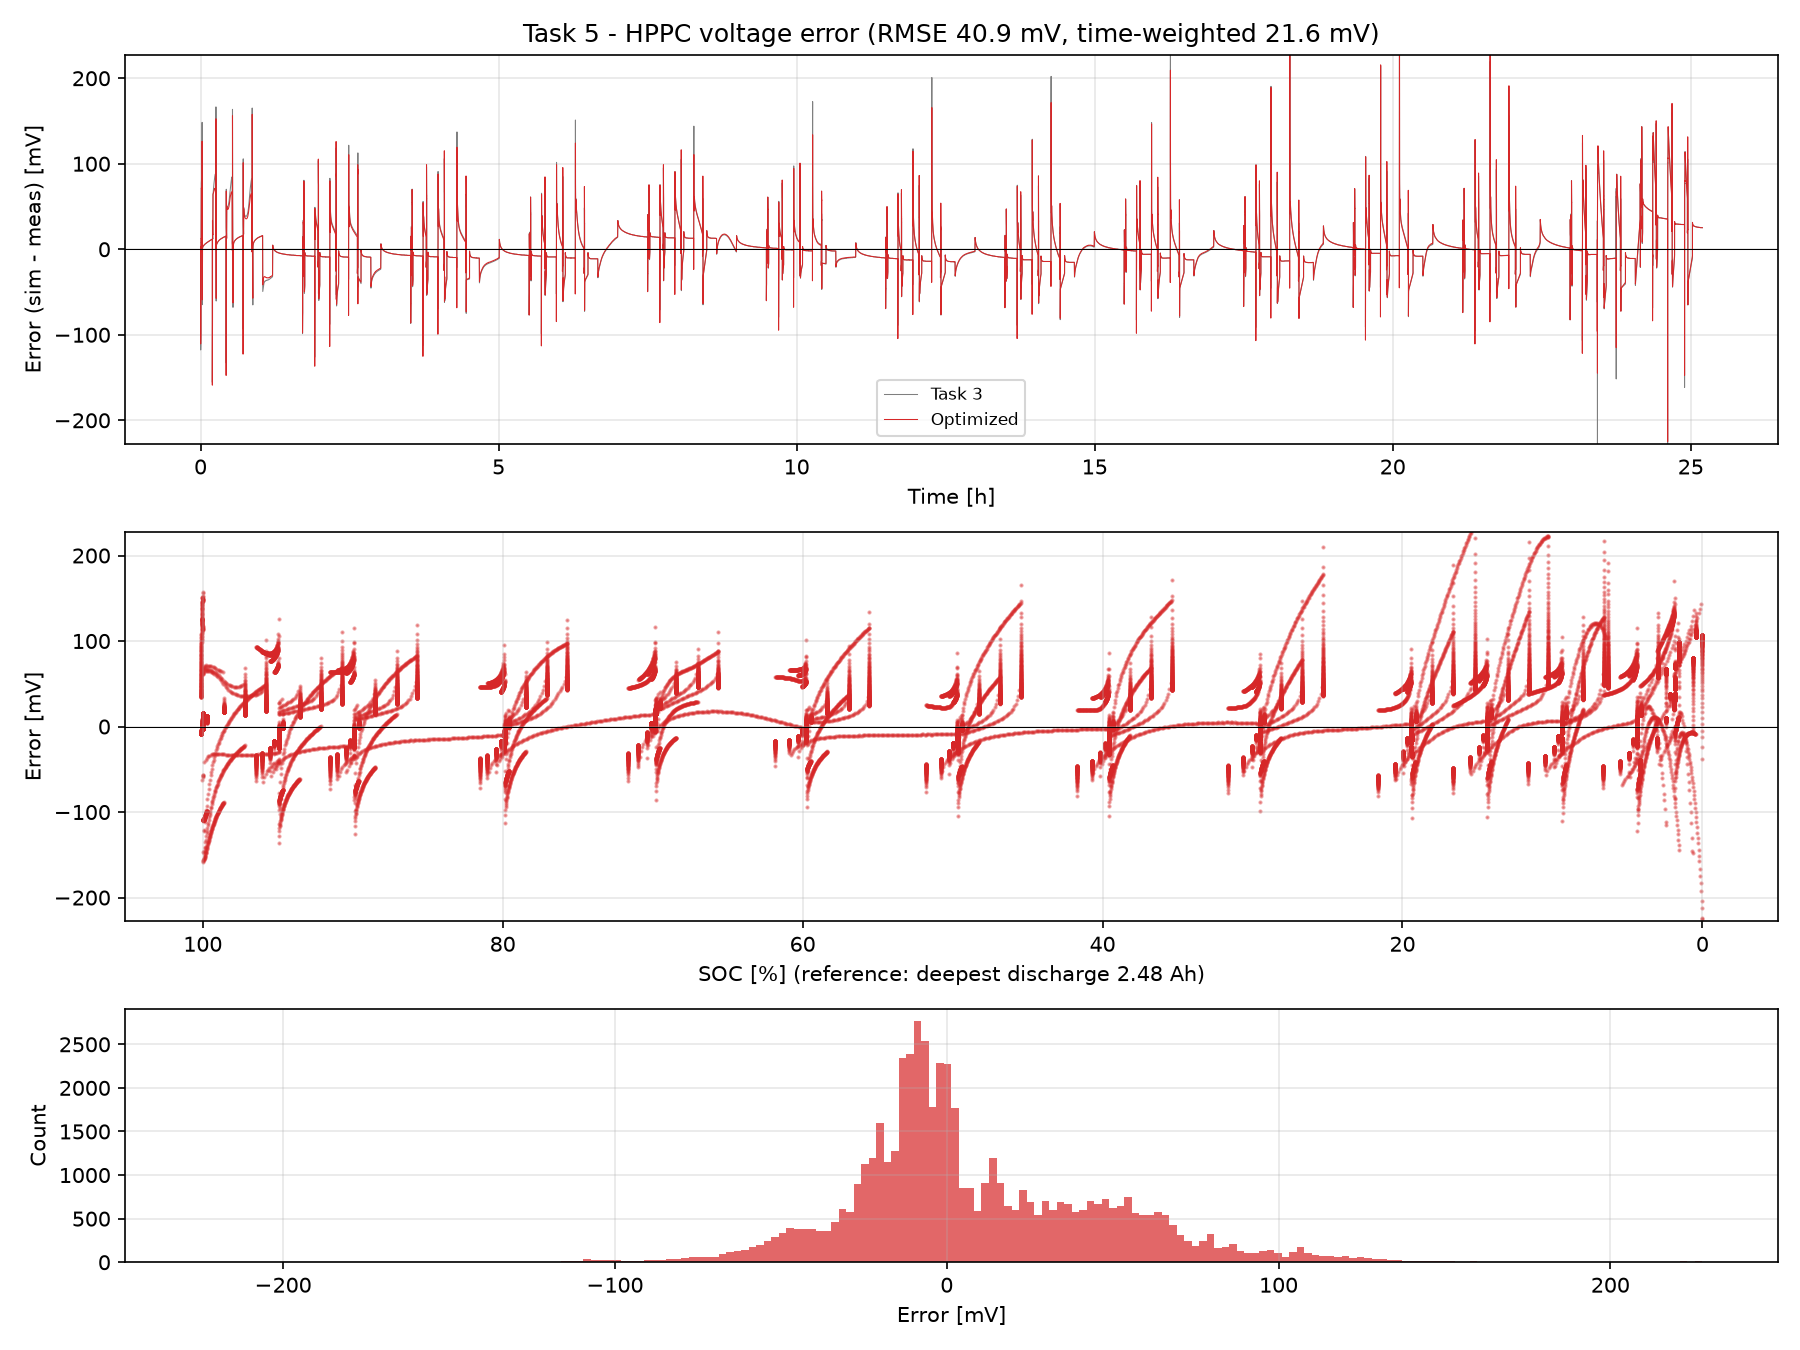 Task 5 - HPPC voltage error (RMSE 40.9 mV, time-weighted 21.6 mV)
Error (sim - meas) [mV]
200
100
0
−100
−200
Task 3
Optimized
0 5 10 15 20 25
Time [h]
Error [mV]
200
100
0
−100
−200
100 80 60 40 20 0
SOC [%] (reference: deepest discharge 2.48 Ah)
Count
2500
2000
1500
1000
500
0
−200 −100 0 100 200
Error [mV]